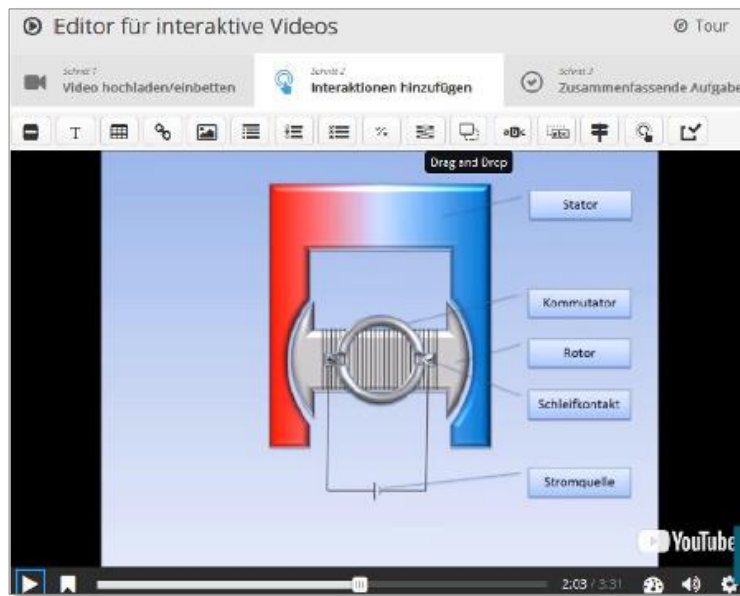 Editor für interaktive Videos
Tour
Schritt 1
Video hochladen/einbetten
Schritt 2
Interaktionen hinzufügen
Schritt 3
Zusammenfassende Aufgabe
T
Drag and Drop
Stator
Kommutator
Rotor
Schleifkontakt
Stromquelle
YouTube
2:03 / 3:31